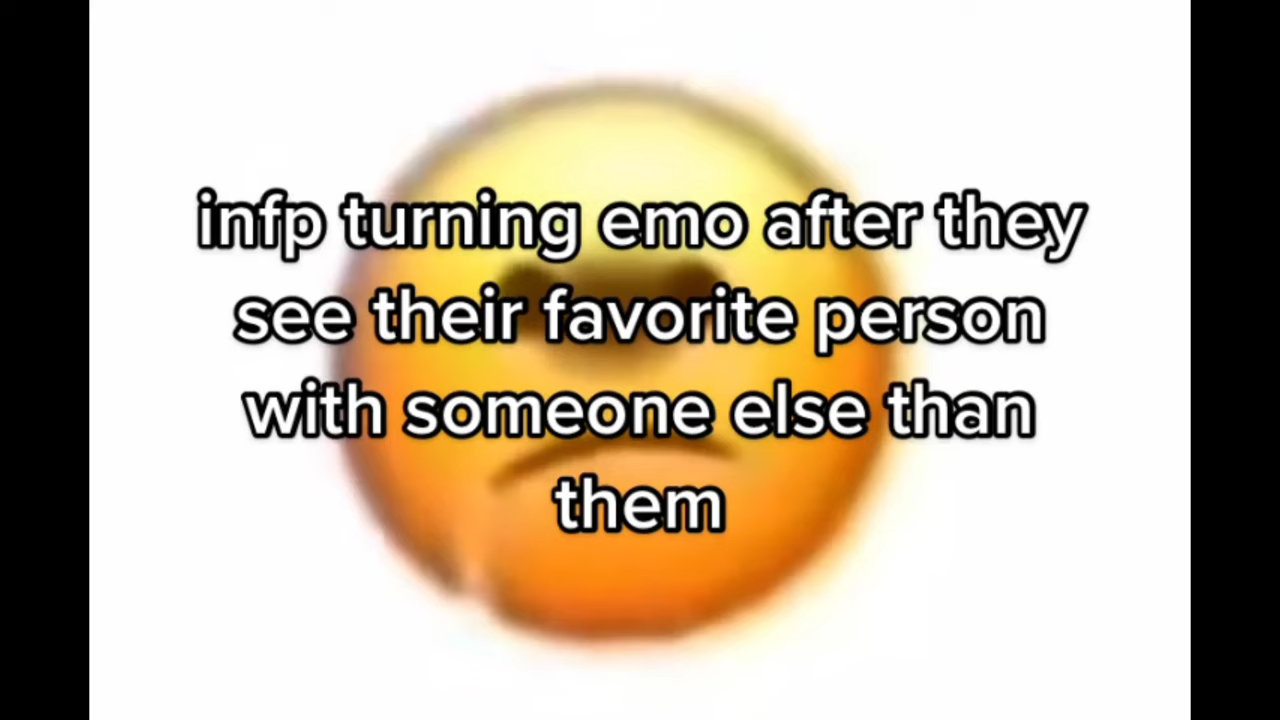 infp turning emo after they
see their favorite person
with someone else than
them